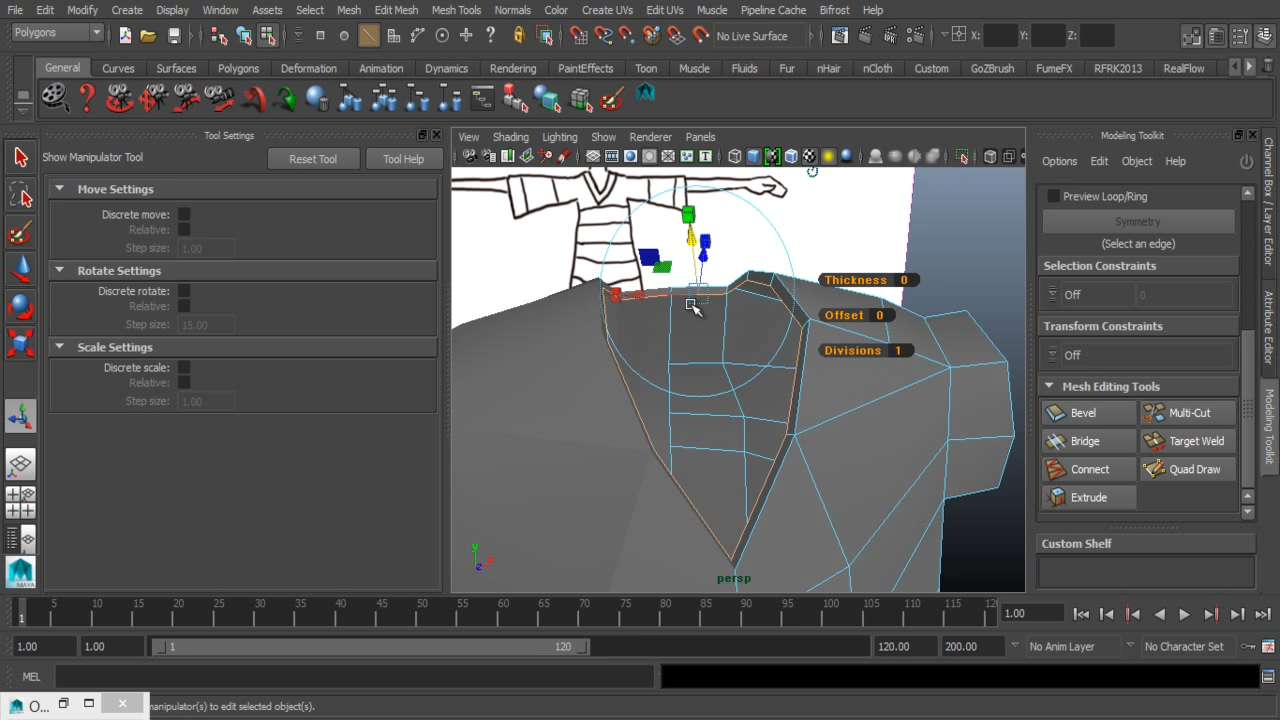 File Edit Modify Create Display Window Assets Select Mesh Edit Mesh Mesh Tools Normals Color Create UVs Edit UVs Muscle Pipeline Cache Bifrost Help
Polygons No Live Surface X: Y: Z:
General Curves Surfaces Polygons Deformation Animation Dynamics Rendering PaintEffects Toon Muscle Fluids Fur nHair nCloth Custom GoZBrush FumeFX RFRK2013 RealFlow
Tool Settings
Show Manipulator Tool Reset Tool Tool Help
Move Settings
Discrete move:
Relative:
Step size: 1.00
Rotate Settings
Discrete rotate:
Relative:
Step size: 15.00
Scale Settings
Discrete scale:
Relative:
Step size: 1.00
View Shading Lighting Show Renderer Panels
Thickness 0
Offset 0
Divisions 1
y
x
z
persp
Modeling Toolkit
Options Edit Object Help
Preview Loop/Ring
Symmetry
(Select an edge)
Selection Constraints
Off 0
Transform Constraints
Off
Mesh Editing Tools
Bevel Multi-Cut
Bridge Target Weld
Connect Quad Draw
Extrude
Custom Shelf
Channel Box / Layer Editor
Attribute Editor
Modeling Toolkit
MAYA
1 5 10 15 20 25 30 35 40 45 50 55 60 65 70 75 80 85 90 95 100 105 110 115 12
1.00
1.00 1.00 1 120 120.00 200.00 No Anim Layer No Character Set
MEL
O... manipulator(s) to edit selected object(s).